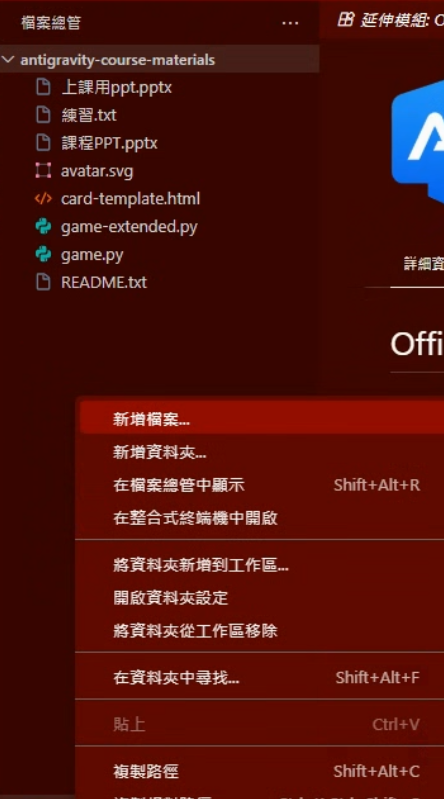 檔案總管
延伸模組: O
antigravity-course-materials
上課用ppt.pptx
練習.txt
課程PPT.pptx
avatar.svg
card-template.html
game-extended.py
game.py
README.txt
詳細資
Offi
新增檔案...
新增資料夾...
在檔案總管中顯示 Shift+Alt+R
在整合式終端機中開啟
將資料夾新增到工作區...
開啟資料夾設定
將資料夾從工作區移除
在資料夾中尋找... Shift+Alt+F
貼上 Ctrl+V
複製路徑 Shift+Alt+C